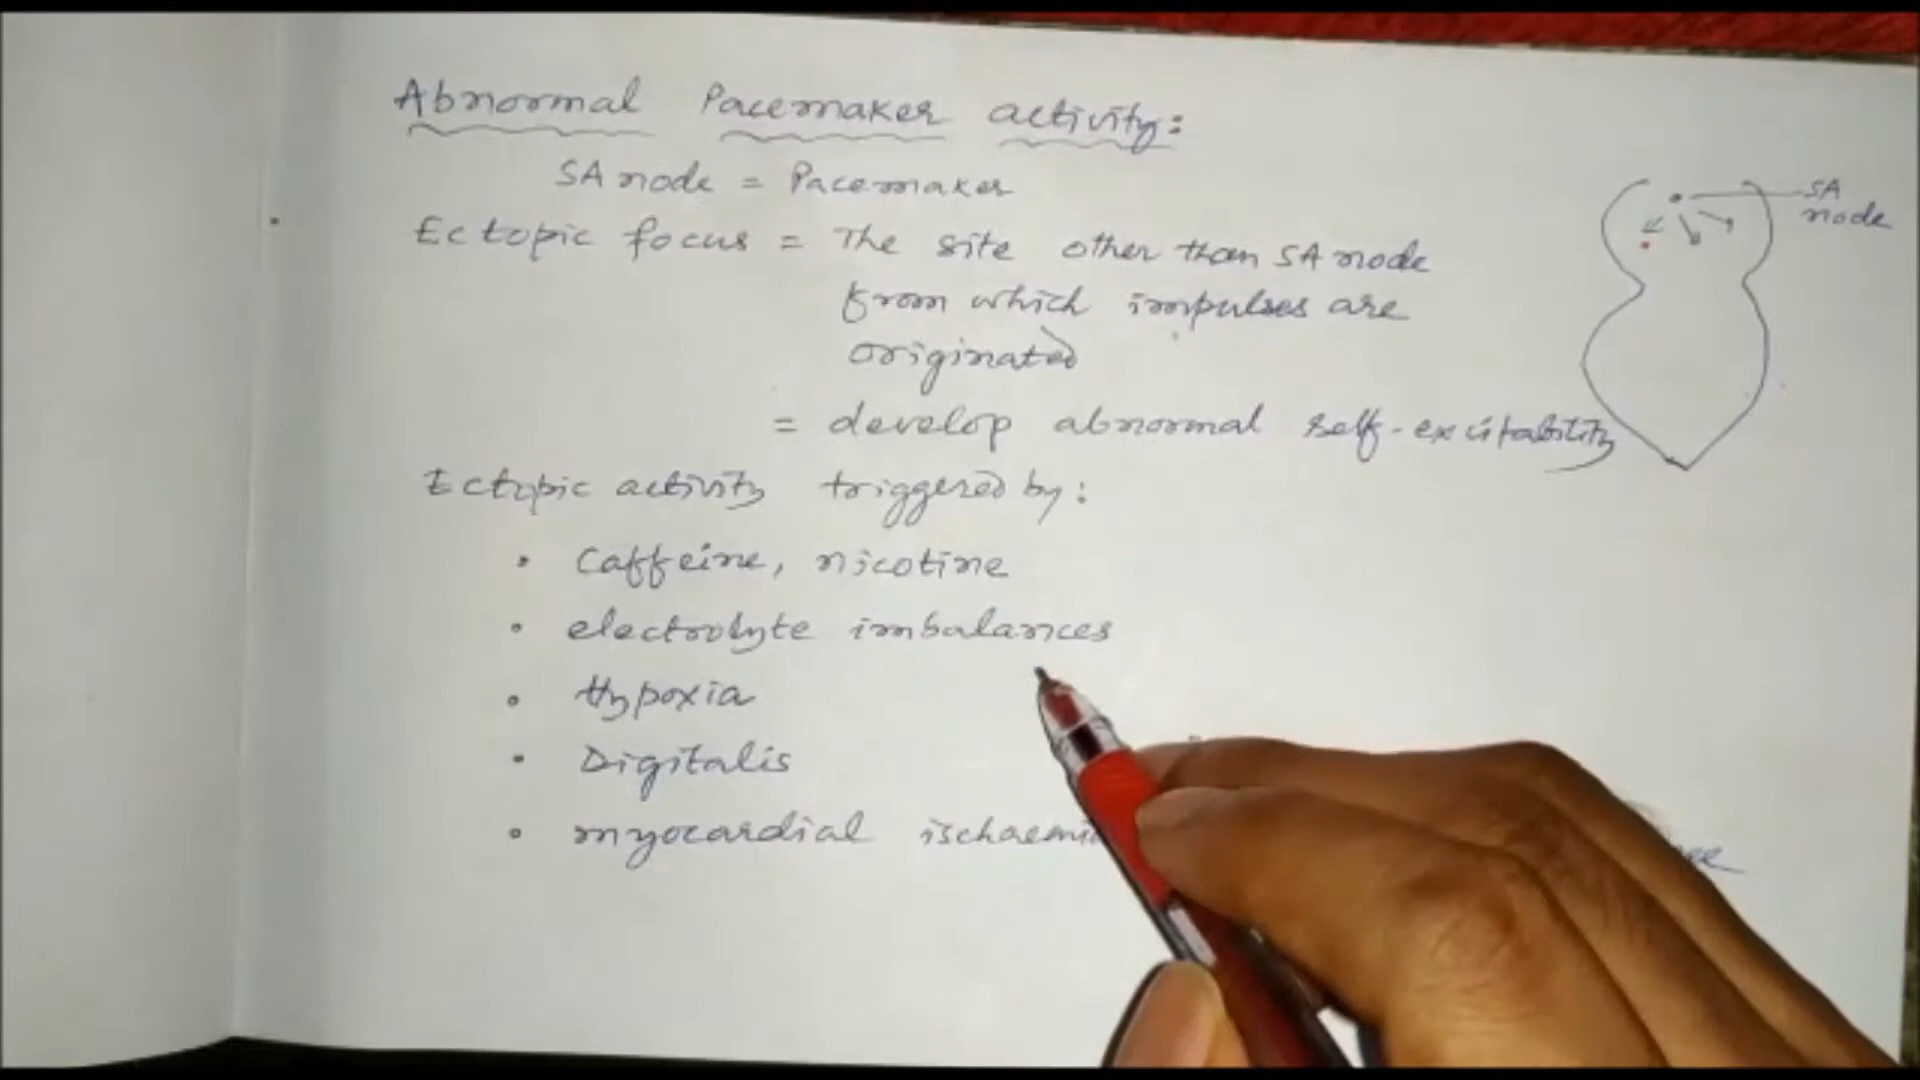 Abnormal Pacemaker activity:
SA node = Pacemaker
SA
node
Ectopic focus = The site other than SA node
from which impulses are
originated
= develop abnormal self-excitability
Ectopic activity triggered by:
• Caffeine, nicotine
• electrolyte imbalances
• Hypoxia
• Digitalis
• myocardial